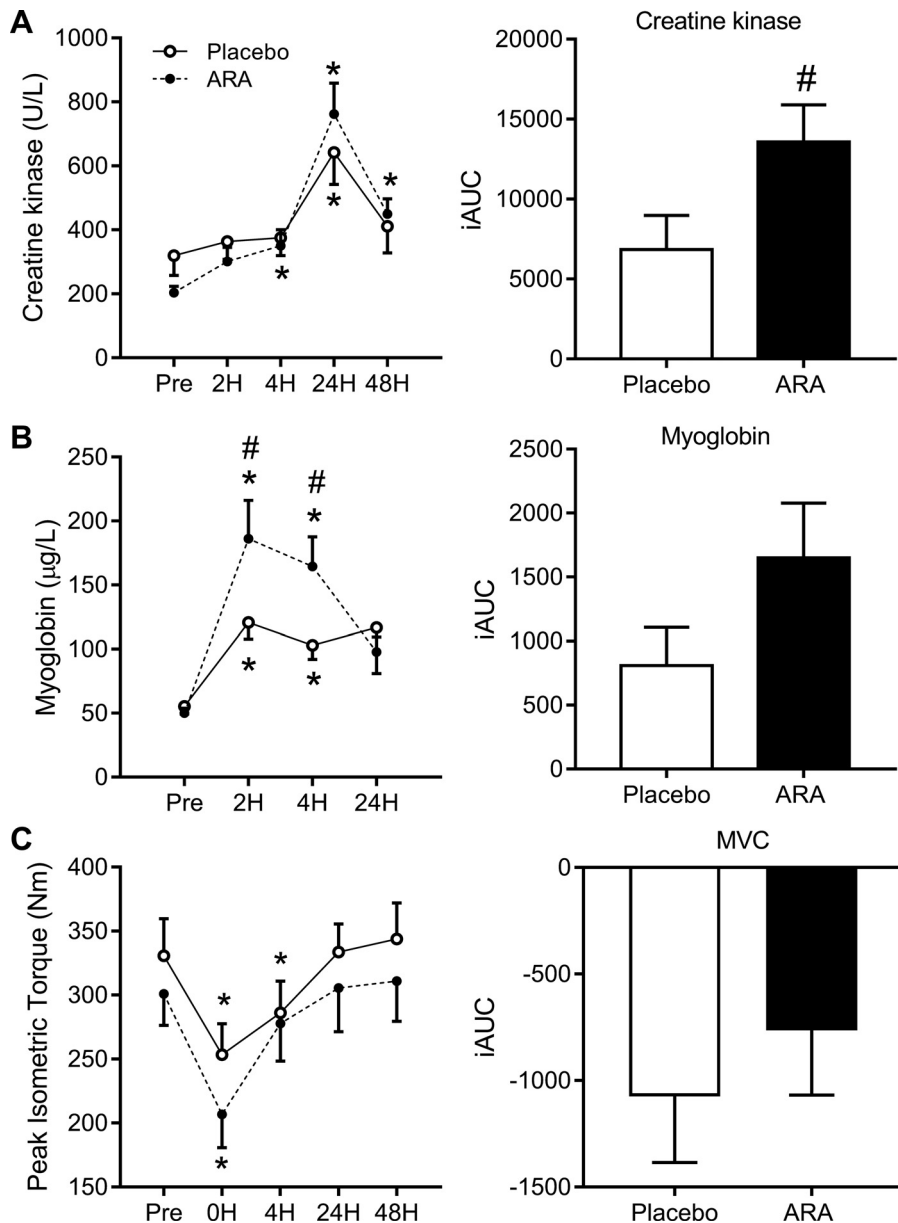 A
Creatine kinase (U/L)
1000
800
600
400
200
0
Placebo
ARA
*
*
*
*
Pre 2H 4H 24H 48H
Creatine kinase
iAUC
20000
15000
10000
5000
0
#
Placebo ARA
B
Myoglobin (µg/L)
250
200
150
100
50
0
# #
* *
* *
Pre 2H 4H 24H
Myoglobin
iAUC
2500
2000
1500
1000
500
0
Placebo ARA
C
Peak Isometric Torque (Nm)
400
350
300
250
200
150
* *
*
Pre 0H 4H 24H 48H
MVC
iAUC
0
-500
-1000
-1500
Placebo ARA